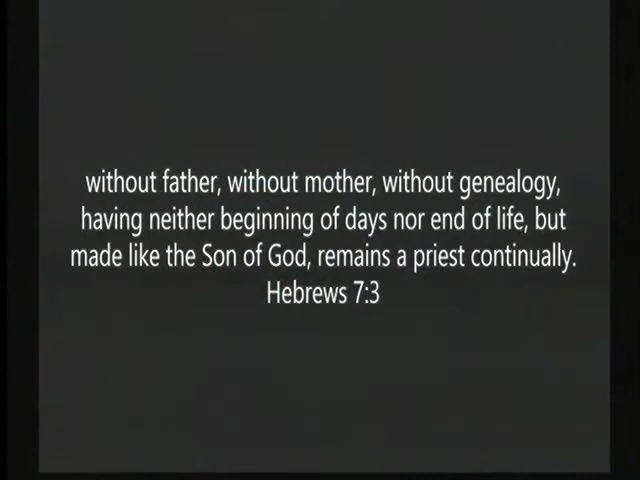 without father, without mother, without genealogy,
having neither beginning of days nor end of life, but
made like the Son of God, remains a priest continually.
Hebrews 7:3